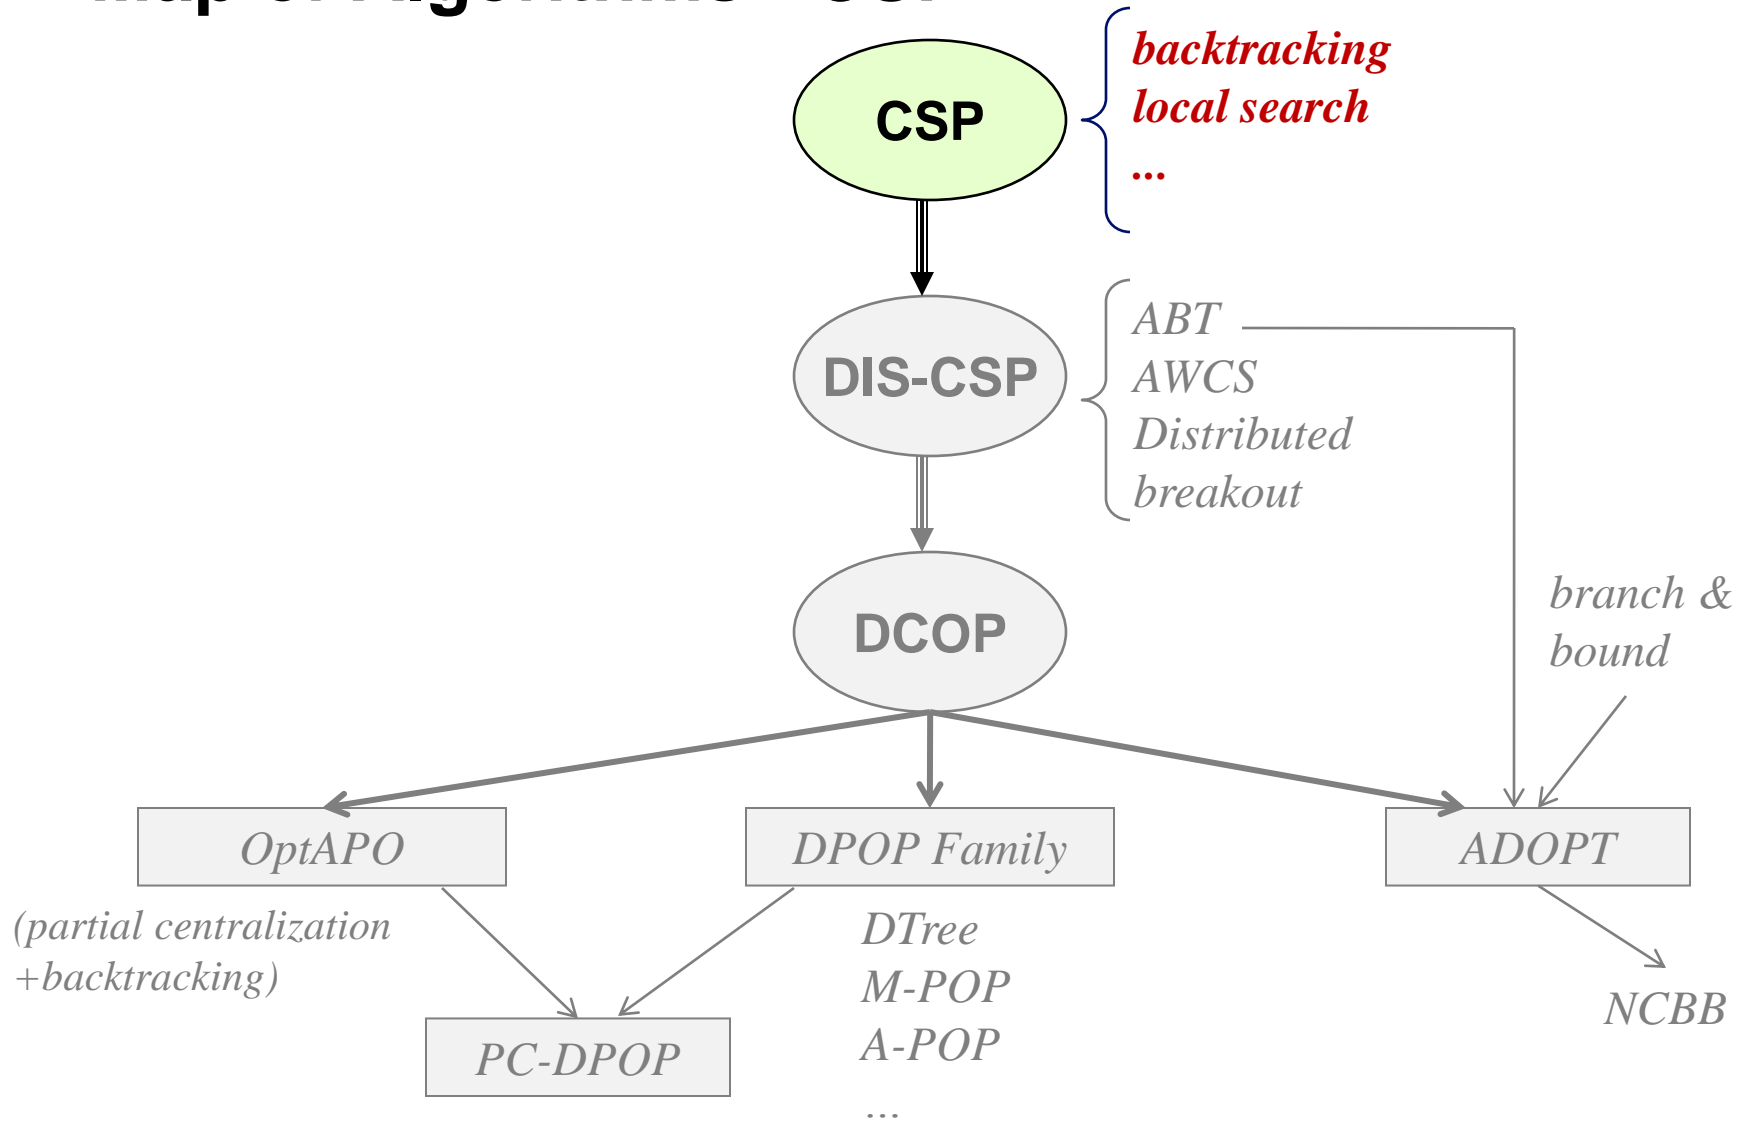 CSP
backtracking
local search
...
DIS-CSP
ABT
AWCS
Distributed
breakout
DCOP
branch &
bound
OptAPO
DPOP Family
ADOPT
(partial centralization
+backtracking)
DTree
M-POP
A-POP
...
PC-DPOP
NCBB